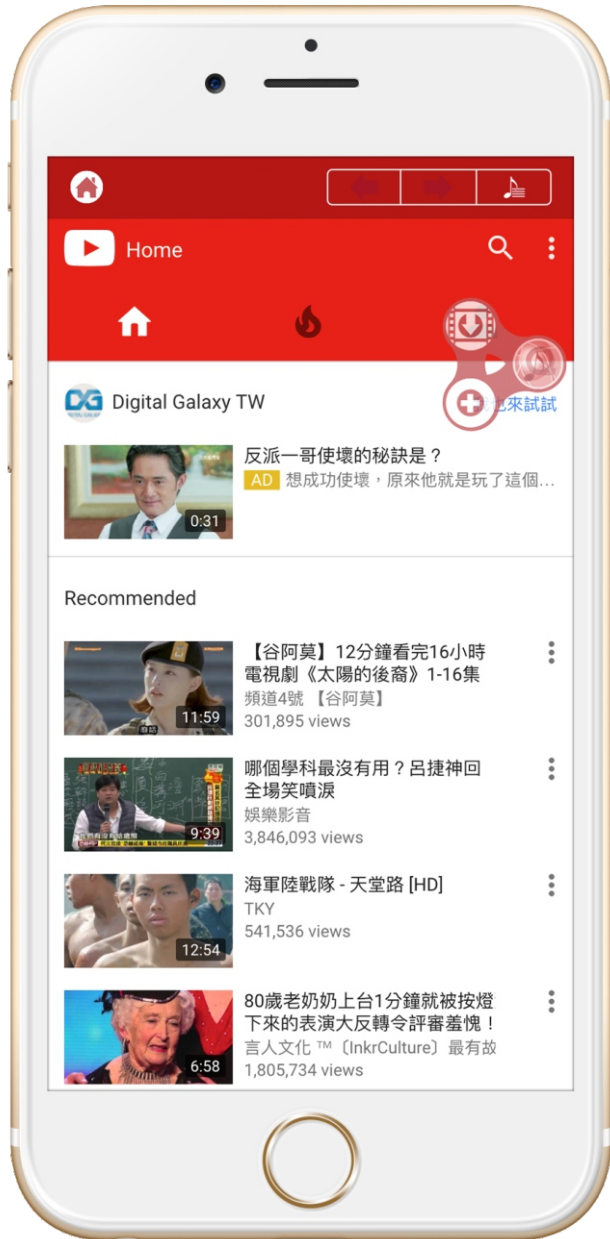 Home
Digital Galaxy TW
也來試試
反派一哥使壞的秘訣是？
AD 想成功使壞，原來他就是玩了這個…
0:31
Recommended
【谷阿莫】12分鐘看完16小時
電視劇《太陽的後裔》1-16集
頻道4號 【谷阿莫】
301,895 views
11:59
哪個學科最沒有用？呂捷神回
全場笑噴淚
娛樂影音
3,846,093 views
9:39
海軍陸戰隊 - 天堂路 [HD]
TKY
541,536 views
12:54
80歲老奶奶上台1分鐘就被按燈
下來的表演大反轉令評審羞愧！
言人文化 ™〔InkrCulture〕最有故
1,805,734 views
6:58